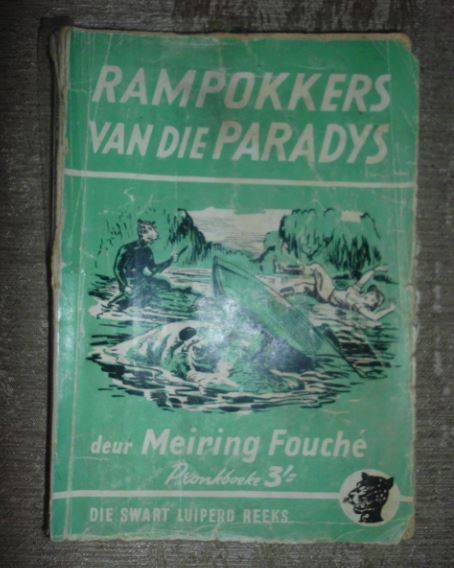 RAMPOKKERS
VAN DIE PARADYS
deur Meiring Fouché
Pronkboeke 3/=
DIE SWART LUIPERD REEKS